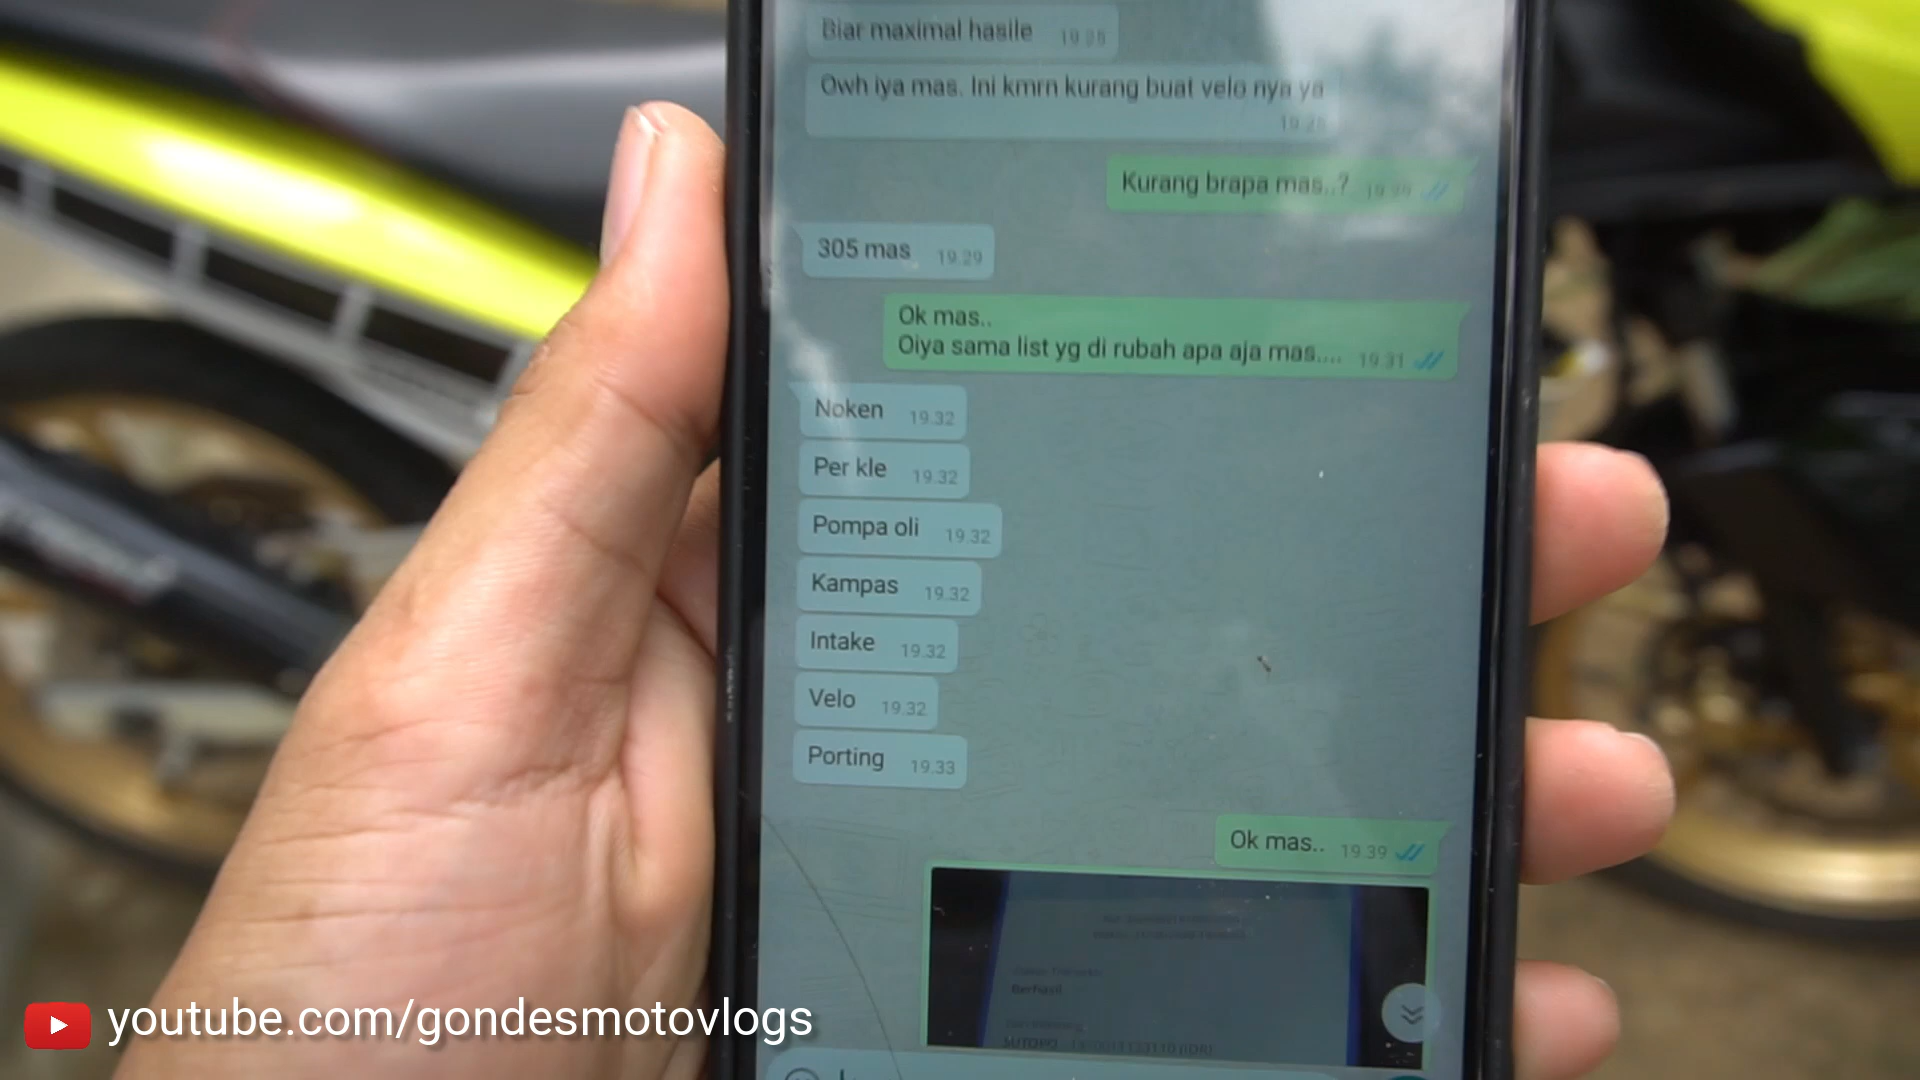 Biar maximal hasile
Owh iya mas. Ini kmrn kurang buat velo nya ya
Kurang brapa mas..?
305 mas 19.29
Ok mas..
Oiya sama list yg di rubah apa aja mas.... 19.31
Noken 19.32
Per kle 19.32
Pompa oli 19.32
Kampas 19.32
Intake 19.32
Velo 19.32
Porting 19.33
Ok mas.. 19.39
Berhasil
youtube.com/gondesmotovlogs